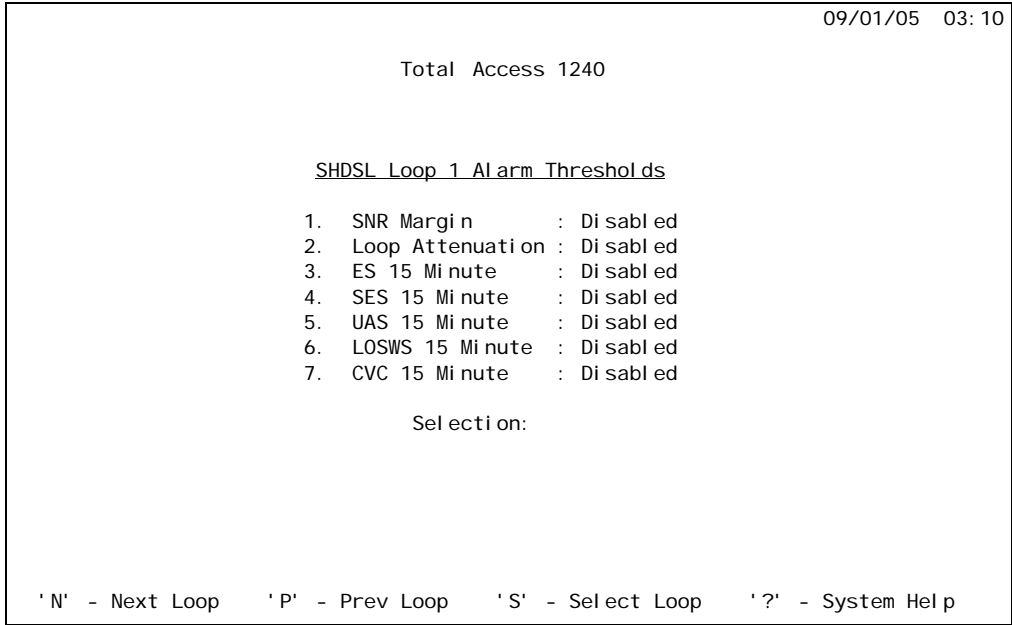 09/01/05 03:10
Total Access 1240
SHDSL Loop 1 Alarm Thresholds
1. SNR Margin : Disabled
2. Loop Attenuation : Disabled
3. ES 15 Minute : Disabled
4. SES 15 Minute : Disabled
5. UAS 15 Minute : Disabled
6. LOSWS 15 Minute : Disabled
7. CVC 15 Minute : Disabled
Selection:
'N' - Next Loop 'P' - Prev Loop 'S' - Select Loop '?' - System Help